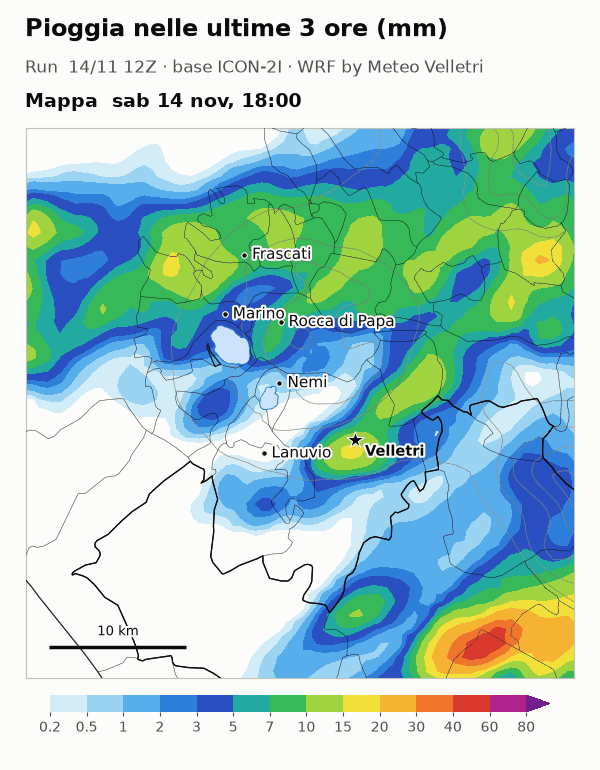 Pioggia nelle ultime 3 ore (mm)
Run  14/11 12Z · base ICON-2I · WRF by Meteo Velletri
Mappa  sab 14 nov, 18:00
Frascati
Marino
Rocca di Papa
Nemi
Velletri
Lanuvio
10 km
0.2 0.5 1 2 3 5 7 10 15 20 30 40 60 80